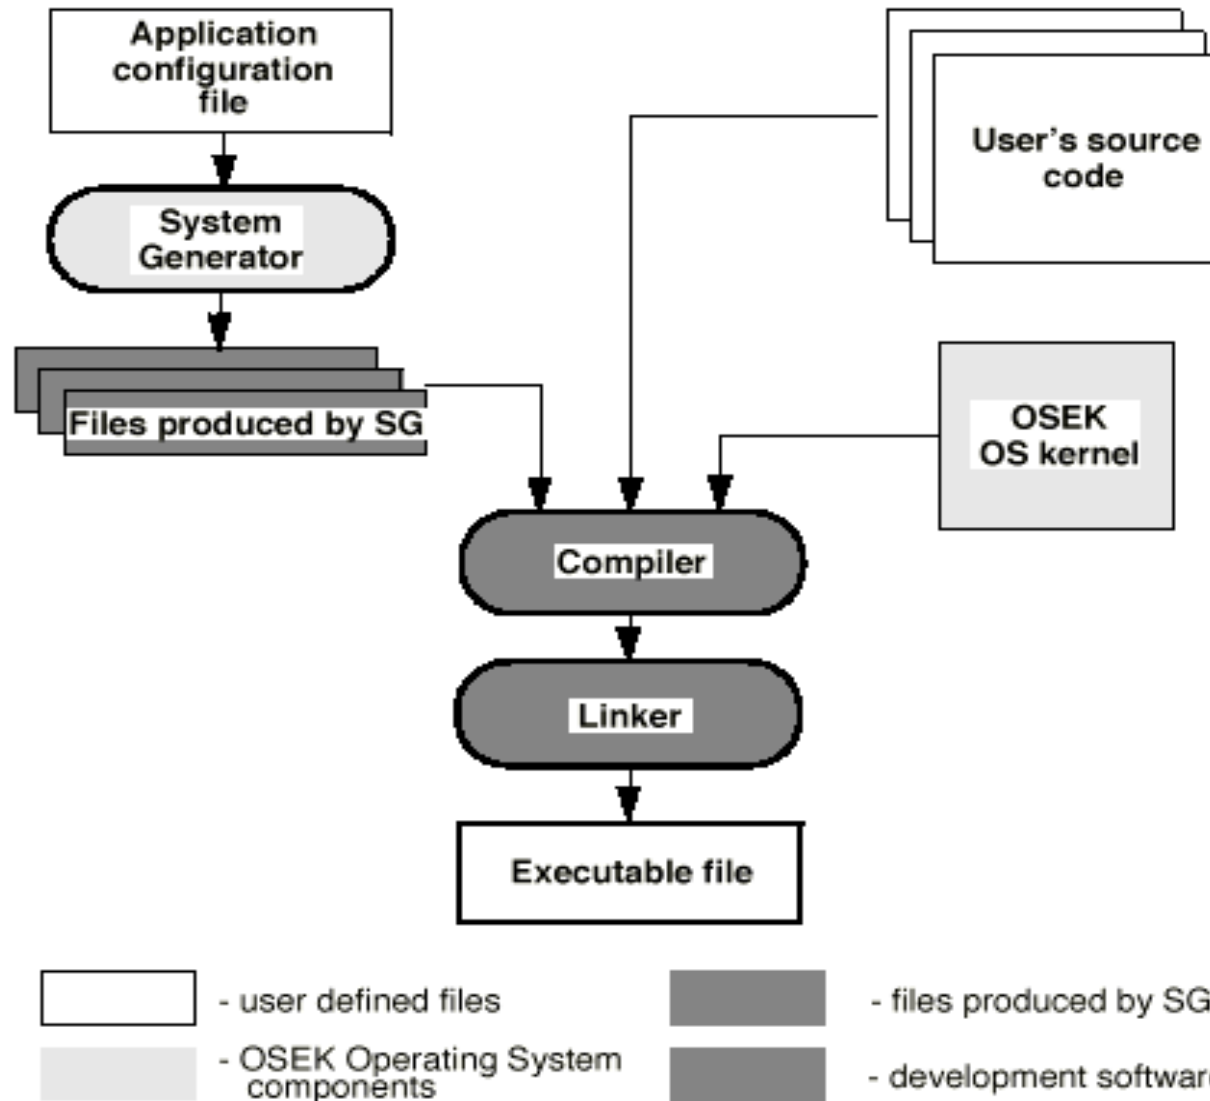 Application
configuration
file
User's source
code
System
Generator
Files produced by SG
OSEK
OS kernel
Compiler
Linker
Executable file
- user defined files
- files produced by SG
- OSEK Operating System
components
- development softwar